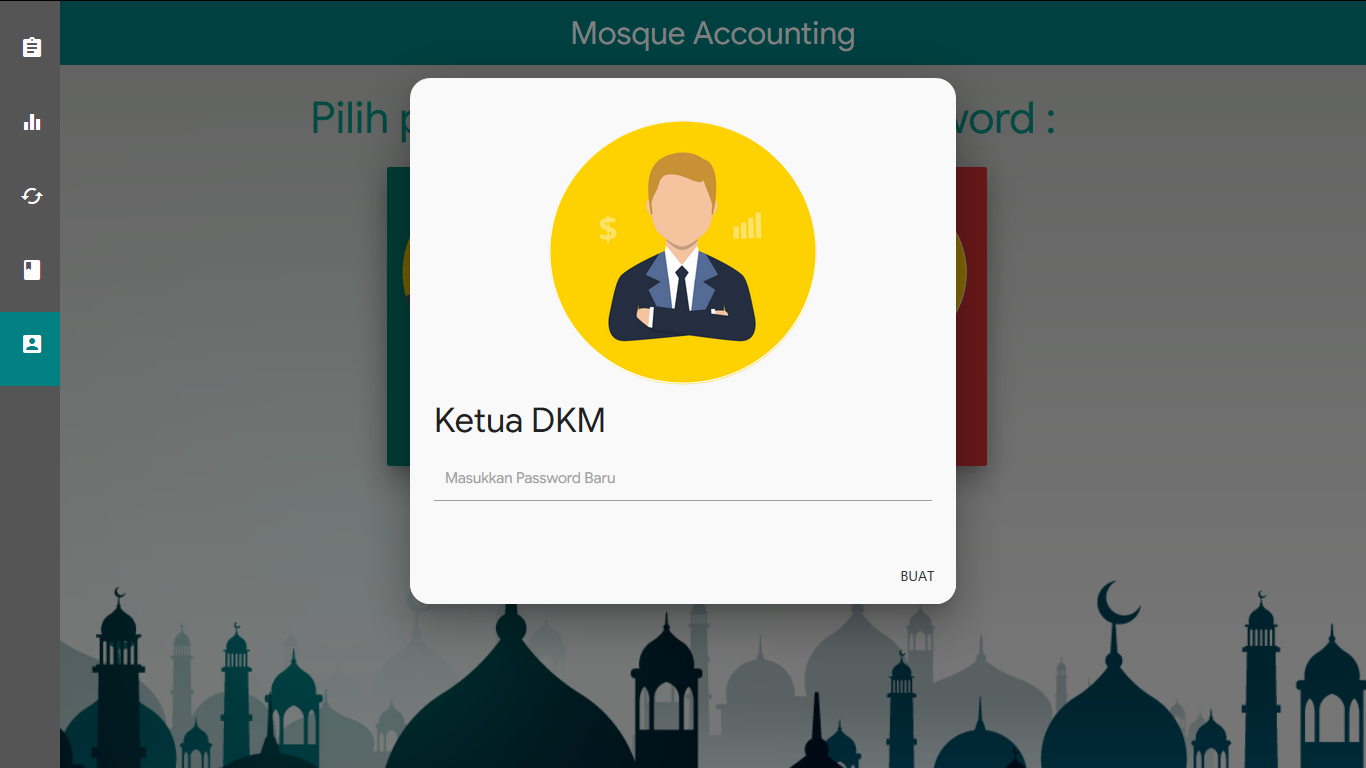 Mosque Accounting
Pilih word :
$
Ketua DKM
Masukkan Password Baru
BUAT